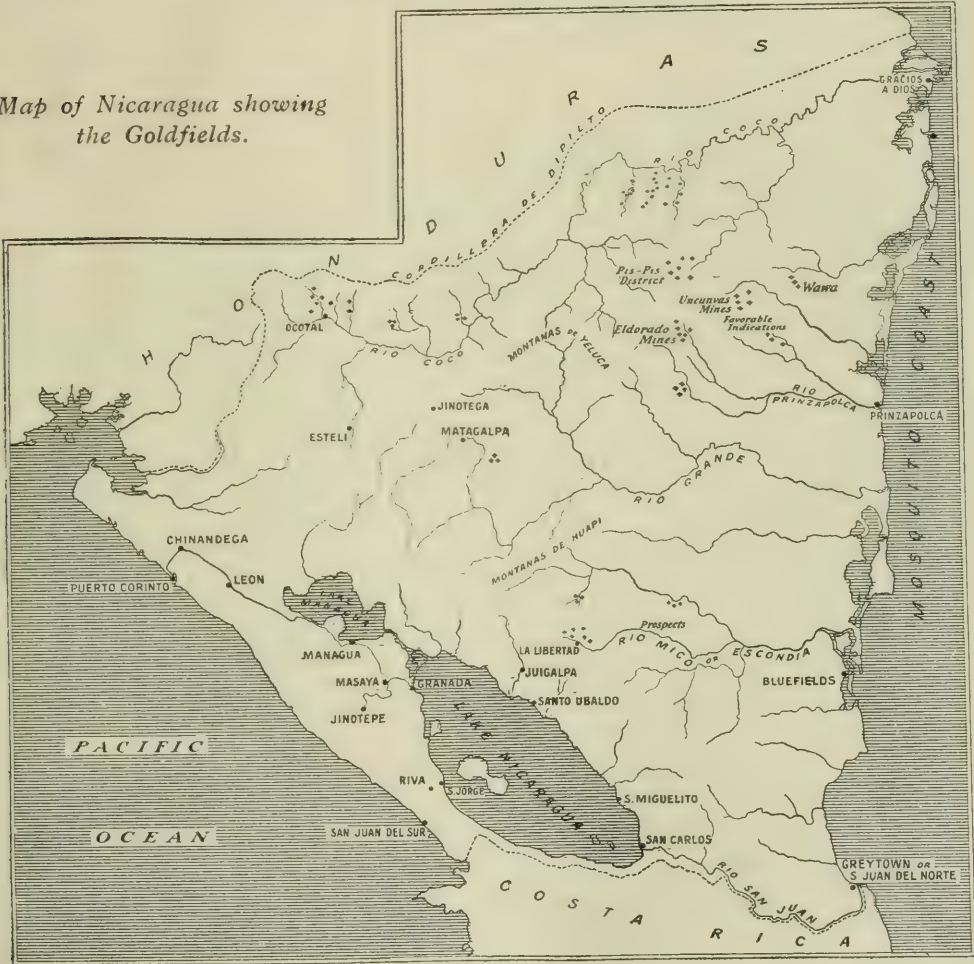 Map of Nicaragua showing
the Goldfields.
HONDURAS
GRACIOS
A DIOS
CORDILLERA DE DIPILTO
RIO COCO
Pis-Pis
District
Wawa
Uncunvas
Mines
Favorable
Indications
Eldorado
Mines
OCOTAL
RIO COCO
MONTANAS DE YELUCA
RIO
PRINZAPOLCA
PRINZAPOLCA
MOSQUITO COAST
JINOTEGA
ESTELI
MATAGALPA
RIO GRANDE
MONTANAS DE HUAPI
CHINANDEGA
PUERTO CORINTO
LEON
LAKE
MANAGUA
MANAGUA
MASAYA
GRANADA
JINOTEPE
LA LIBERTAD
JUIGALPA
SANTO UBALDO
Prospects
RIO MICO OR ESCONDIA
BLUEFIELDS
LAKE NICARAGUA
PACIFIC
OCEAN
RIVA
S. JORGE
SAN JUAN DEL SUR
S. MIGUELITO
SAN CARLOS
RIO SAN JUAN
GREYTOWN OR
S JUAN DEL NORTE
COSTA RICA